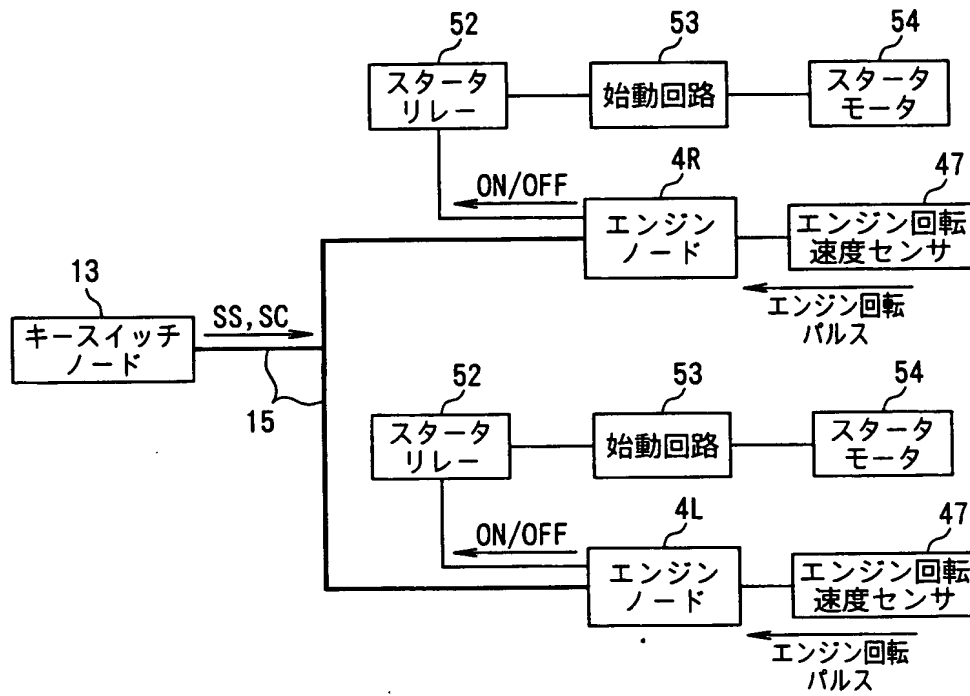 52
53
54
スタータ
リレー
始動回路
スタータ
モータ
4R
47
ON/OFF
エンジン
ノード
エンジン回転
速度センサ
13
SS,SC
エンジン回転
パルス
キースイッチ
ノード
15
52
53
54
スタータ
リレー
始動回路
スタータ
モータ
4L
47
ON/OFF
エンジン
ノード
エンジン回転
速度センサ
エンジン回転
パルス